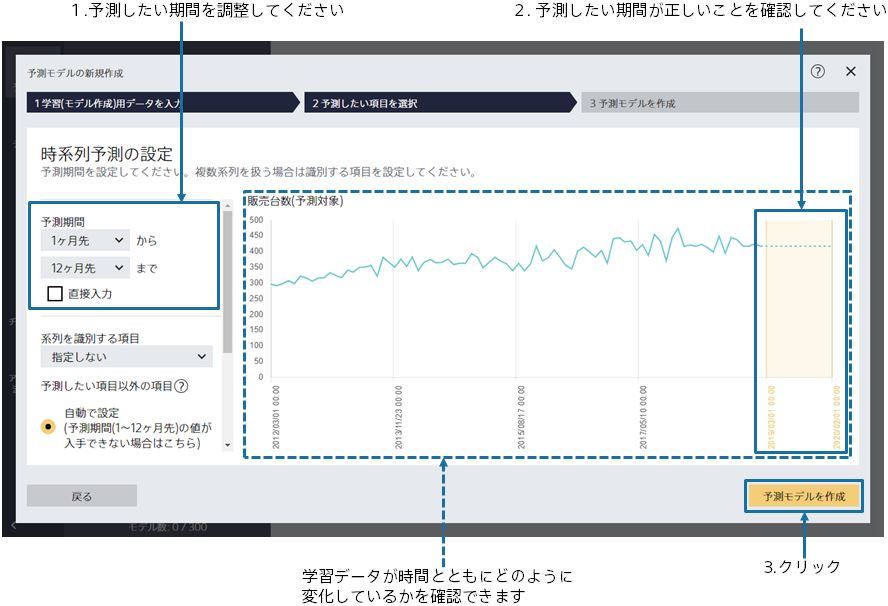 1.予測したい期間を調整してください
2. 予測したい期間が正しいことを確認してください
予測モデルの新規作成
1 学習(モデル作成)用データを入力
2 予測したい項目を選択
3 予測モデルを作成
時系列予測の設定
予測期間を設定してください。複数系列を扱う場合は識別する項目を設定してください。
予測期間
1ヶ月先
から
12ヶ月先
まで
直接入力
系列を識別する項目
指定しない
予測したい項目以外の項目?
自動で設定
(予測期間(1~12ヶ月先)の値が
入手できない場合はこちら)
販売台数(予測対象)
500
450
400
350
300
250
200
150
100
50
0
2012/03/01 00:00
2013/11/23 00:00
2015/08/17 00:00
2017/05/10 00:00
2019/03/01 00:00
2020/02/01 00:00
戻る
予測モデルを作成
モデル数: 0 / 300
学習データが時間とともにどのように
変化しているかを確認できます
3.クリック